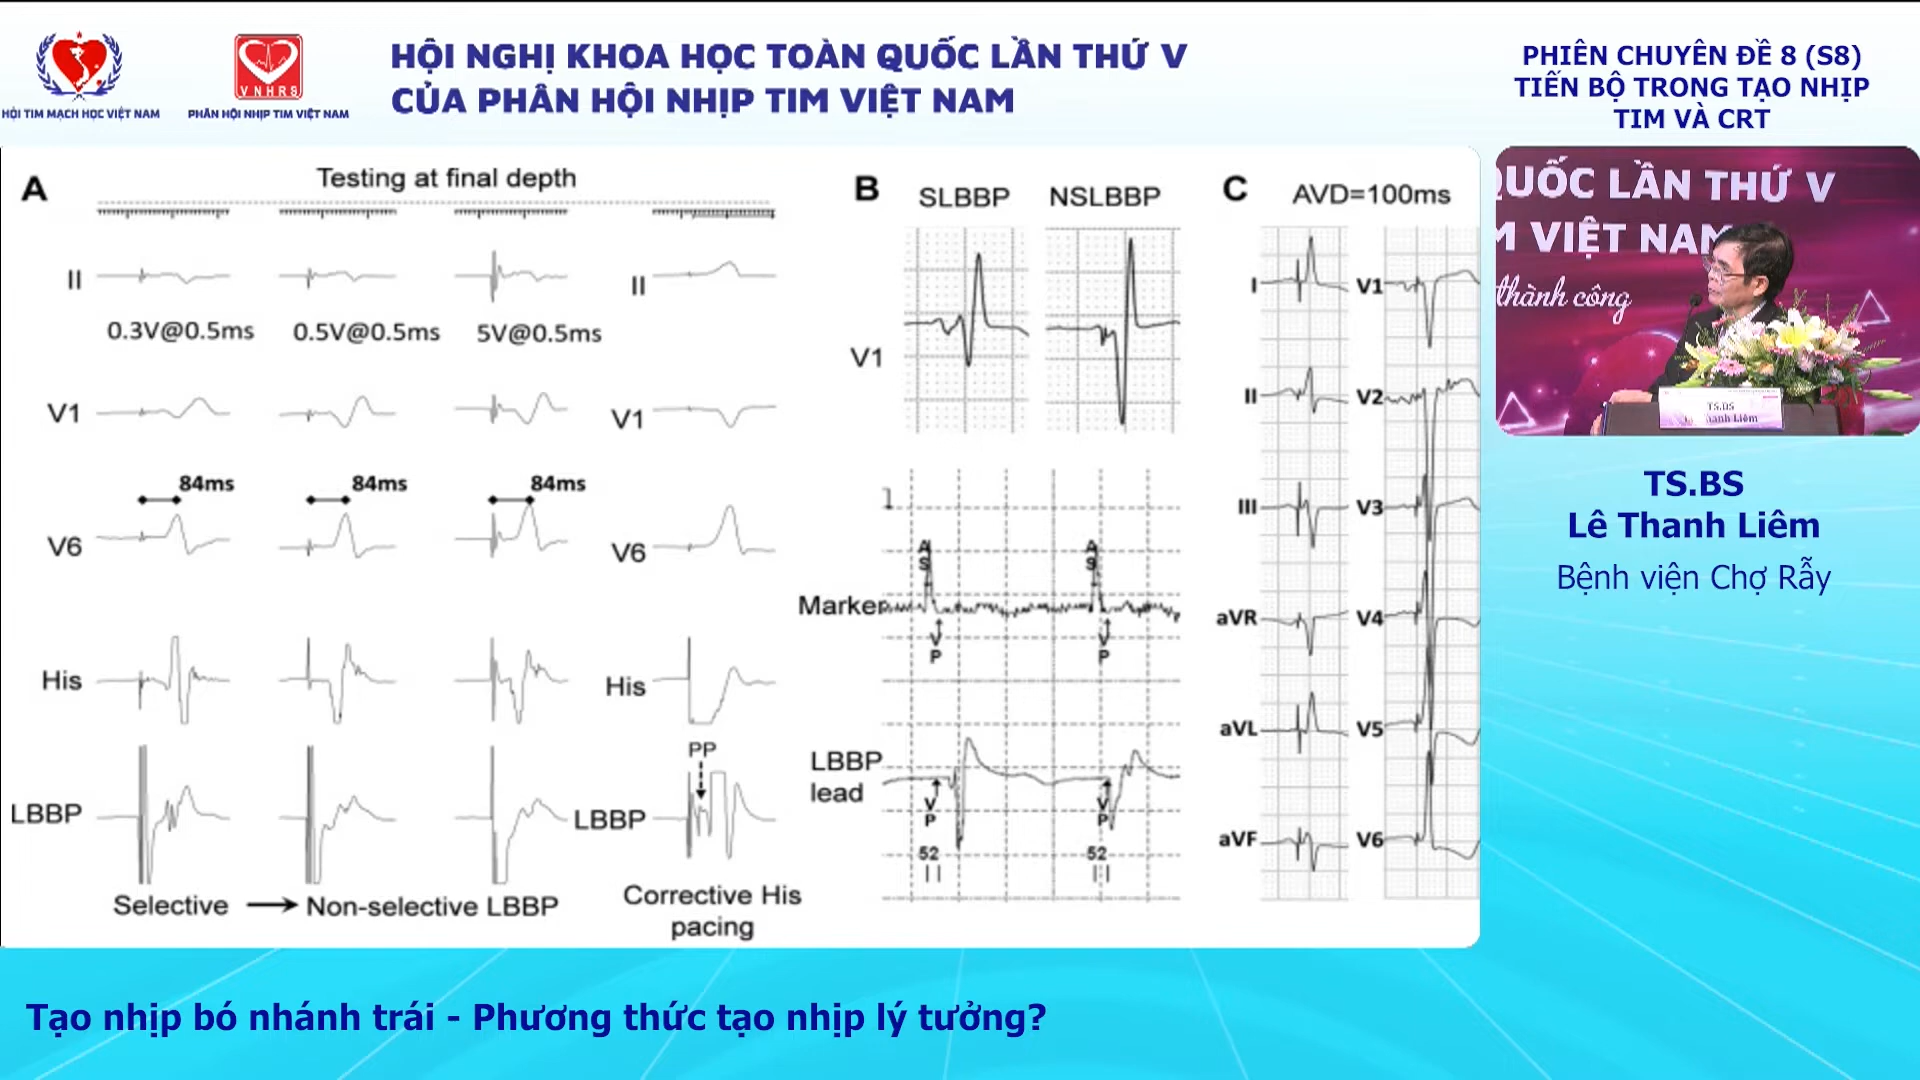 HỘI TIM MẠCH HỌC VIỆT NAM
VNHRS
PHÂN HỘI NHỊP TIM VIỆT NAM
HỘI NGHỊ KHOA HỌC TOÀN QUỐC LẦN THỨ V
CỦA PHÂN HỘI NHỊP TIM VIỆT NAM
PHIÊN CHUYÊN ĐỀ 8 (S8)
TIẾN BỘ TRONG TẠO NHỊP
TIM VÀ CRT
A
Testing at final depth
II
II
0.3V@0.5ms
0.5V@0.5ms
5V@0.5ms
V1
V1
84ms
84ms
84ms
V6
V6
His
His
PP
LBBP
LBBP
Selective → Non-selective LBBP
Corrective His
pacing
B
SLBBP
NSLBBP
V1
1
A
S
A
S
Marker
V
P
V
P
LBBP
lead
V
P
V
P
52
52
C
AVD=100ms
I
V1
II
V2
III
V3
aVR
V4
aVL
V5
aVF
V6
QUỐC LẦN THỨ V
M VIỆT NAM
thành công
TS.BS
Thanh Liêm
TS.BS
Lê Thanh Liêm
Bệnh viện Chợ Rẫy
Tạo nhịp bó nhánh trái - Phương thức tạo nhịp lý tưởng?